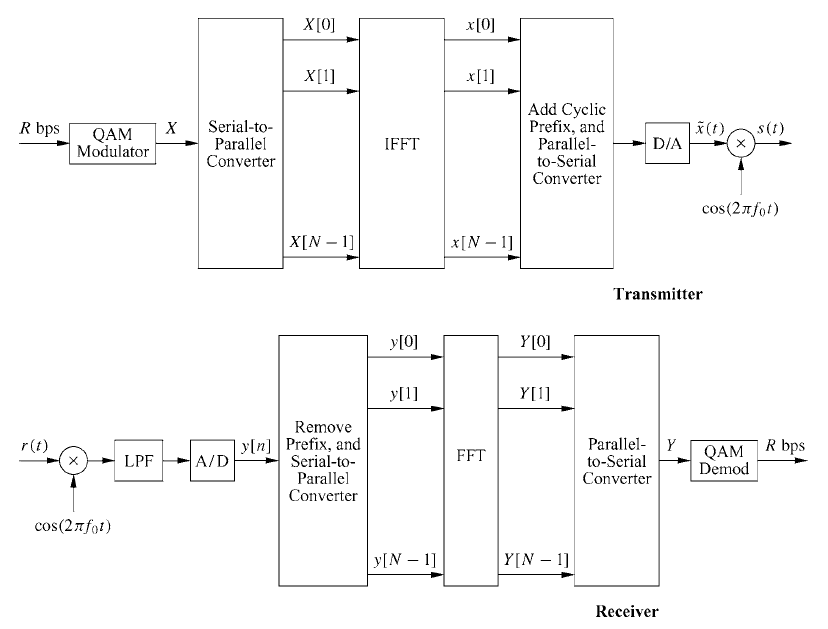 X[0]
x[0]
X[1]
x[1]
R bps
QAM
Modulator
X
Serial-to-
Parallel
Converter
IFFT
Add Cyclic
Prefix, and
Parallel-
to-Serial
Converter
D/A
x̃(t)
×
s(t)
cos(2πf₀t)
X[N − 1]
x[N − 1]
Transmitter
y[0]
Y[0]
y[1]
Y[1]
r(t)
×
LPF
A/D
y[n]
Remove
Prefix, and
Serial-to-
Parallel
Converter
FFT
Parallel-
to-Serial
Converter
Y
QAM
Demod
R bps
cos(2πf₀t)
y[N − 1]
Y[N − 1]
Receiver